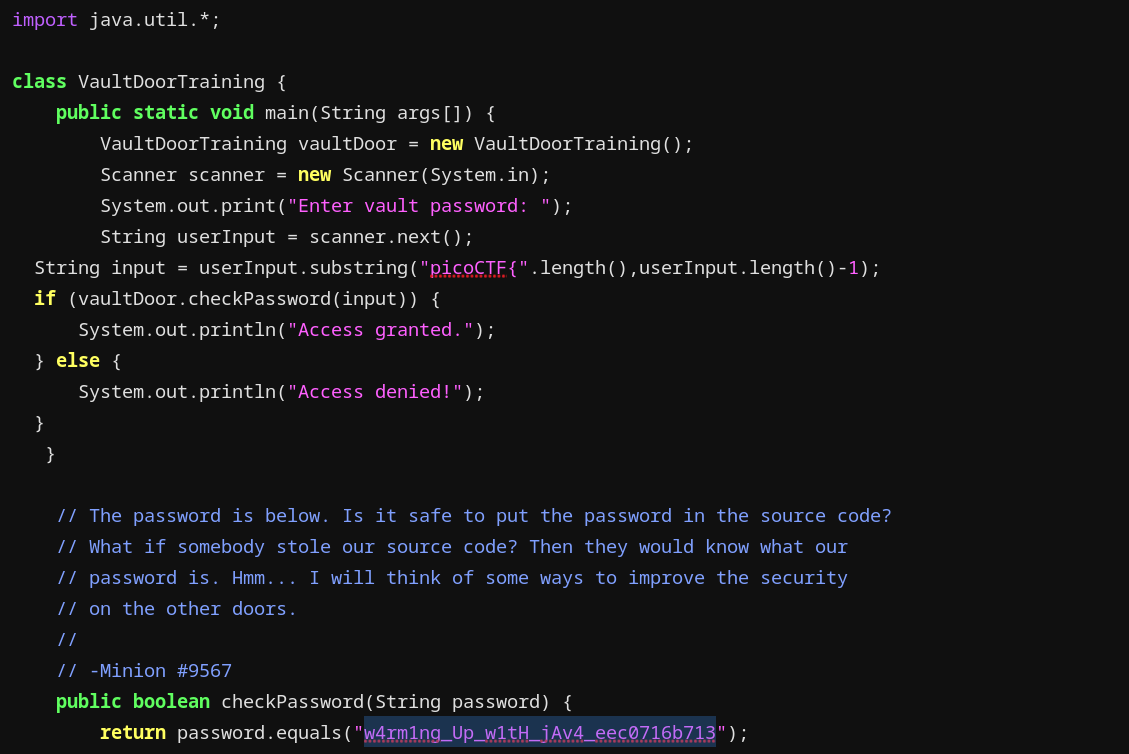 import java.util.*;

class VaultDoorTraining {
    public static void main(String args[]) {
        VaultDoorTraining vaultDoor = new VaultDoorTraining();
        Scanner scanner = new Scanner(System.in);
        System.out.print("Enter vault password: ");
        String userInput = scanner.next();
  String input = userInput.substring("picoCTF{".length(),userInput.length()-1);
  if (vaultDoor.checkPassword(input)) {
      System.out.println("Access granted.");
  } else {
      System.out.println("Access denied!");
  }
   }

    // The password is below. Is it safe to put the password in the source code?
    // What if somebody stole our source code? Then they would know what our
    // password is. Hmm... I will think of some ways to improve the security
    // on the other doors.
    //
    // -Minion #9567
    public boolean checkPassword(String password) {
        return password.equals("w4rm1ng_Up_w1tH_jAv4_eec0716b713");